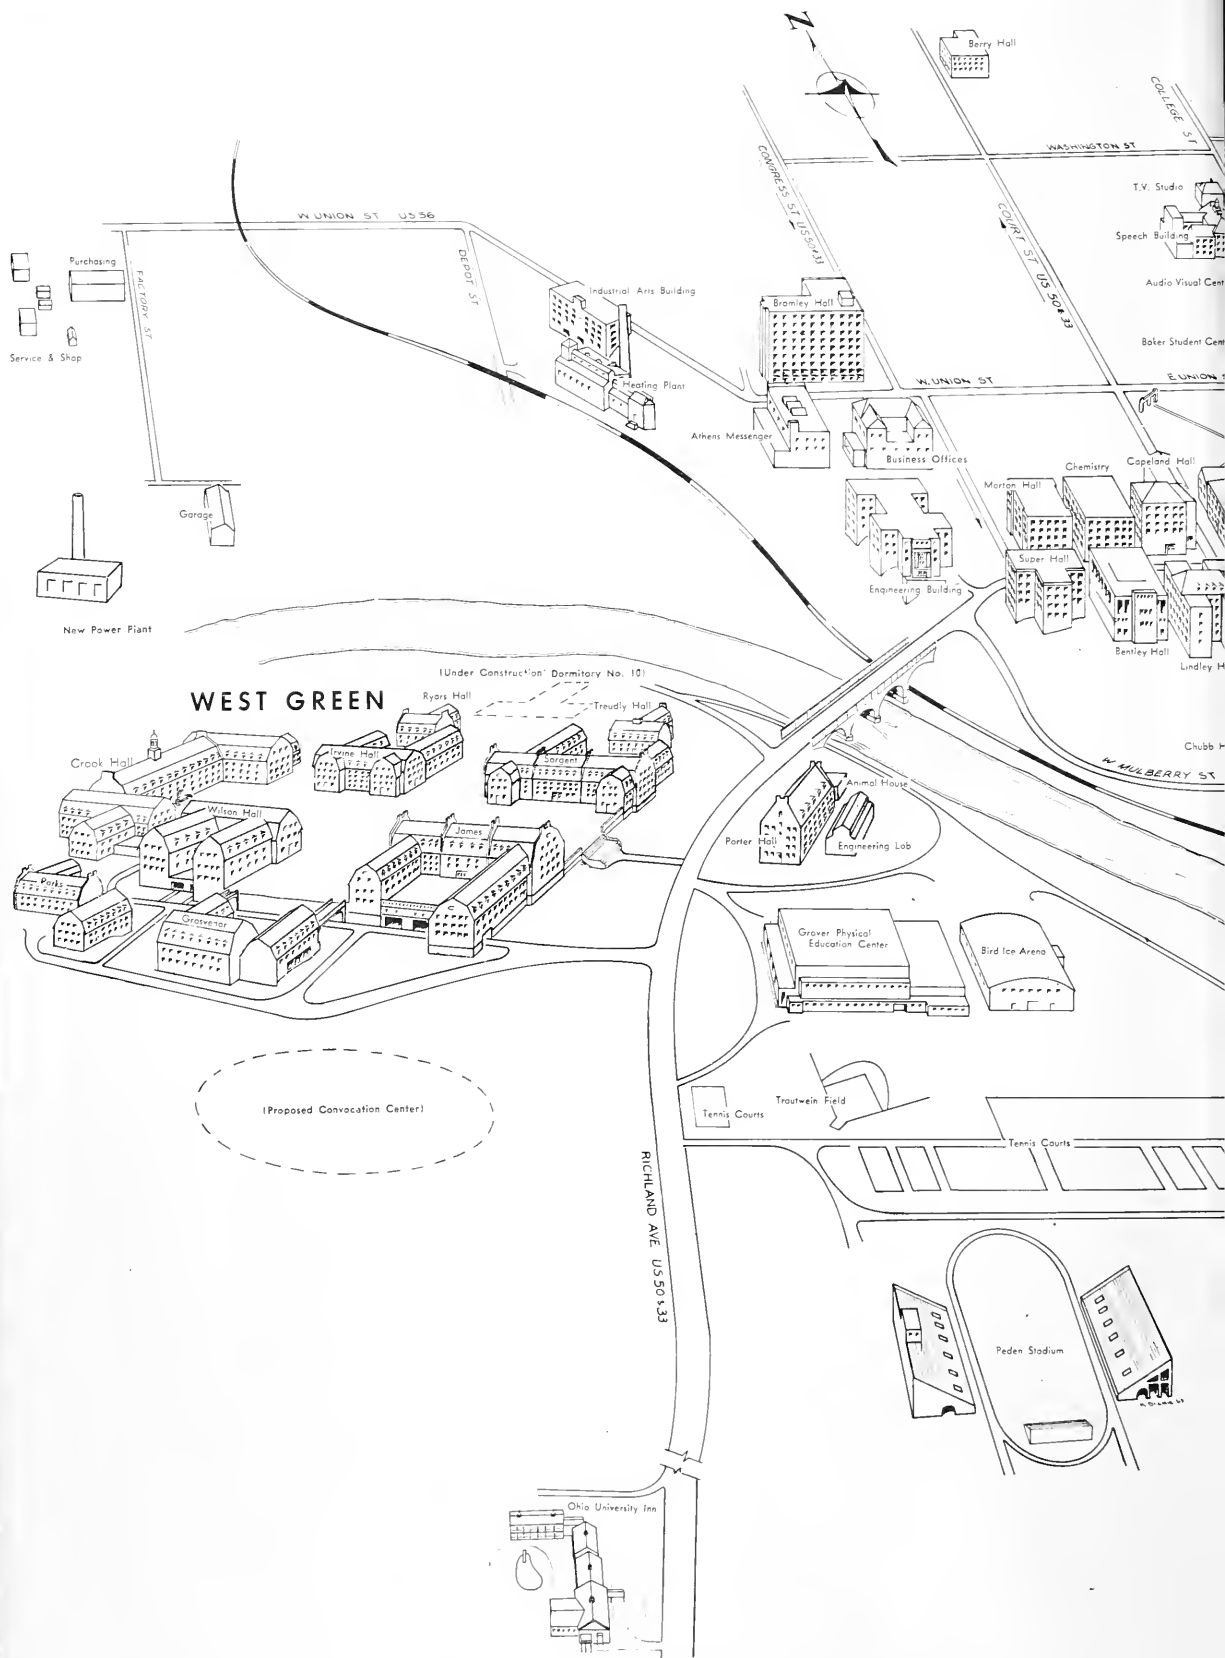 N
Berry Hall
COLLEGE ST
WASHINGTON ST
CONGRESS ST US 50&33
COURT ST US 50&33
T.V. Studio
Speech Building
W UNION ST US 56
Purchasing
FACTORY ST
DEPOT ST
Industrial Arts Building
Bromley Hall
Audio Visual Cent
Service & Shop
Baker Student Cent
Heating Plant
W. UNION ST
E. UNION S
Athens Messenger
Business Offices
Morton Hall
Chemistry
Copeland Hall
Garage
Super Hall
Engineering Building
New Power Plant
Bentley Hall
Lindley H
(Under Construction) Dormitory No. 10)
WEST GREEN
Ryors Hall
Treudly Hall
Crook Hall
Irvine Hall
Sargent
Chubb H
W MULBERRY ST
Wilson Hall
James
Animal House
Porter Hall
Engineering Lab
Parks
Grosvenor
Grover Physical
Education Center
Bird Ice Arena
(Proposed Convocation Center)
Tennis Courts
Trautwein Field
Tennis Courts
RICHLAND AVE US 50 & 33
Peden Stadium
Ohio University Inn